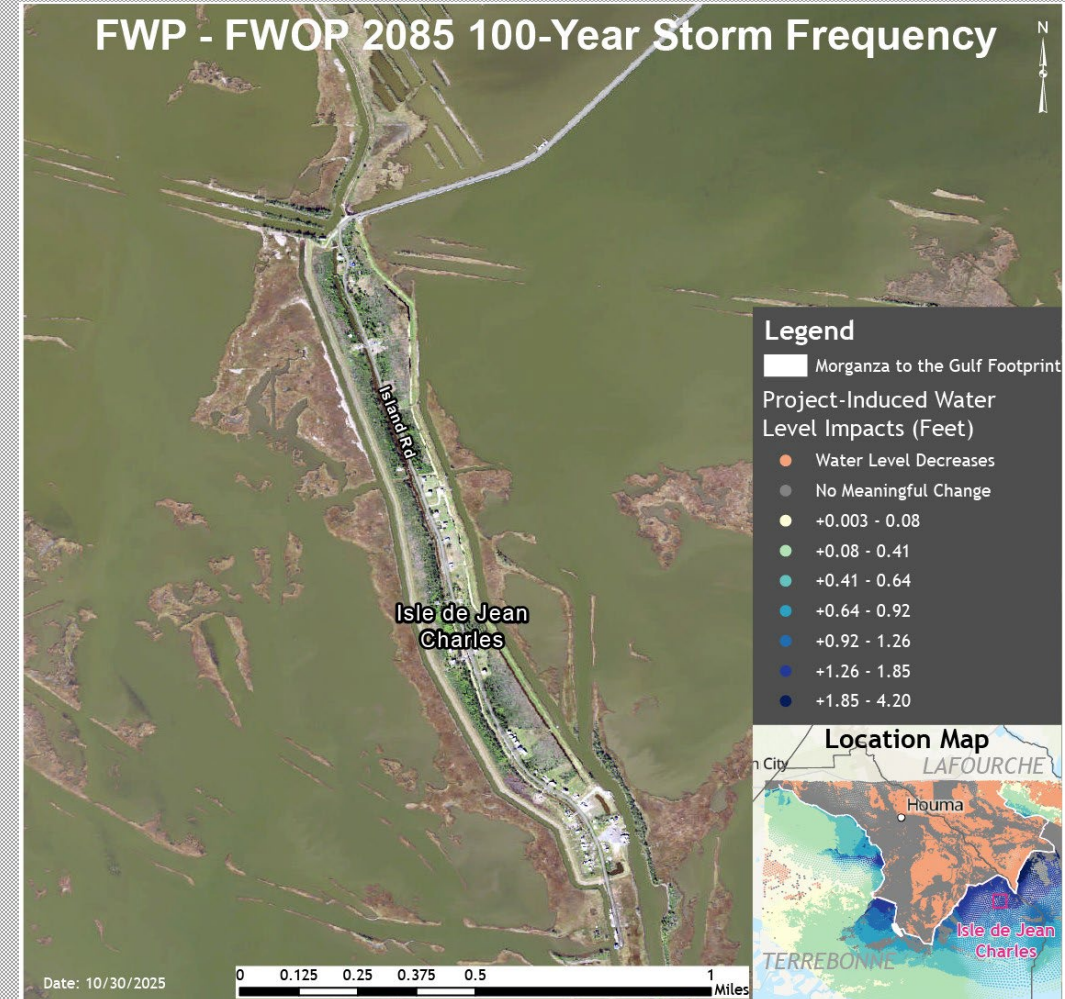 FWP - FWOP 2085 100-Year Storm Frequency
N
Island Rd
Isle de Jean
Charles
Legend
Morganza to the Gulf Footprint
Project-Induced Water
Level Impacts (Feet)
Water Level Decreases
No Meaningful Change
+0.003 - 0.08
+0.08 - 0.41
+0.41 - 0.64
+0.64 - 0.92
+0.92 - 1.26
+1.26 - 1.85
+1.85 - 4.20
Location Map
n City
LAFOURCHE
Houma
Isle de Jean
Charles
TERREBONNE
Date: 10/30/2025
0 0.125 0.25 0.375 0.5 1
Miles